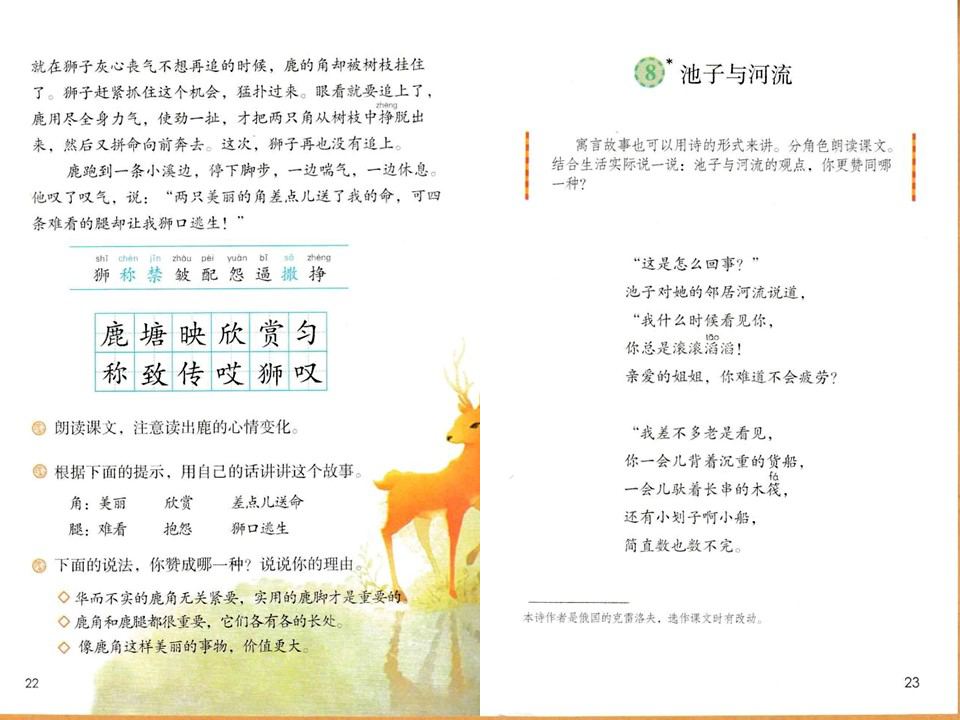 就在狮子灰心丧气不想再追的时候，鹿的角却被树枝挂住
了。狮子赶紧抓住这个机会，猛扑过来。眼看就要追上了，
zhèng
鹿用尽全身力气，使劲一扯，才把两只角从树枝中挣脱出
来，然后又拼命向前奔去。这次，狮子再也没有追上。
鹿跑到一条小溪边，停下脚步，一边喘气，一边休息。
他叹了叹气，说：“两只美丽的角差点儿送了我的命，可四
条难看的腿却让我狮口逃生！”
shī chèn jīn zhòu pèi yuàn bī sā zhèng
狮 称 禁 皱 配 怨 逼 撒 挣
鹿 塘 映 欣 赏 匀
称 致 传 哎 狮 叹
朗读课文，注意读出鹿的心情变化。
根据下面的提示，用自己的话讲讲这个故事。
角：美丽 欣赏 差点儿送命
腿：难看 抱怨 狮口逃生
下面的说法，你赞成哪一种？说说你的理由。
◇ 华而不实的鹿角无关紧要，实用的鹿脚才是重要的。
◇ 鹿角和鹿腿都很重要，它们各有各的长处。
◇ 像鹿角这样美丽的事物，价值更大。
22
8* 池子与河流
寓言故事也可以用诗的形式来讲。分角色朗读课文。
结合生活实际说一说：池子与河流的观点，你更赞同哪
一种？
“这是怎么回事？”
池子对她的邻居河流说道，
“我什么时候看见你，
tāo
你总是滚滚滔滔！
亲爱的姐姐，你难道不会疲劳？
“我差不多老是看见，
你一会儿背着沉重的货船，
fá
一会儿驮着长串的木筏，
还有小划子啊小船，
简直数也数不完。
本诗作者是俄国的克雷洛夫，选作课文时有改动。
23